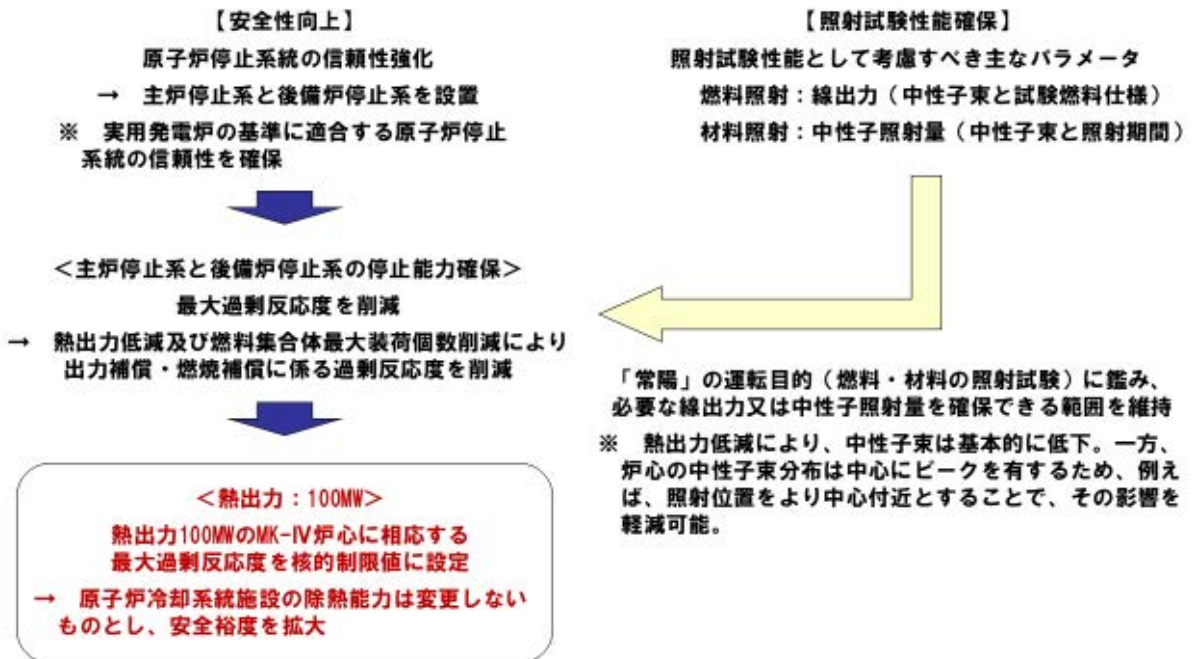 【安全性向上】
原子炉停止系統の信頼性強化
→ 主炉停止系と後備炉停止系を設置
※ 実用発電炉の基準に適合する原子炉停止
系統の信頼性を確保
＜主炉停止系と後備炉停止系の停止能力確保＞
最大過剰反応度を削減
→ 熱出力低減及び燃料集合体最大装荷個数削減により
出力補償・燃焼補償に係る過剰反応度を削減
＜熱出力：100MW＞
熱出力100MWのMK-Ⅳ炉心に相応する
最大過剰反応度を核的制限値に設定
→ 原子炉冷却系統施設の除熱能力は変更しない
ものとし、安全裕度を拡大
【照射試験性能確保】
照射試験性能として考慮すべき主なパラメータ
燃料照射：線出力（中性子束と試験燃料仕様）
材料照射：中性子照射量（中性子束と照射期間）
「常陽」の運転目的（燃料・材料の照射試験）に鑑み、
必要な線出力又は中性子照射量を確保できる範囲を維持
※ 熱出力低減により、中性子束は基本的に低下。一方、
炉心の中性子束分布は中心にピークを有するため、例え
ば、照射位置をより中心付近とすることで、その影響を
軽減可能。